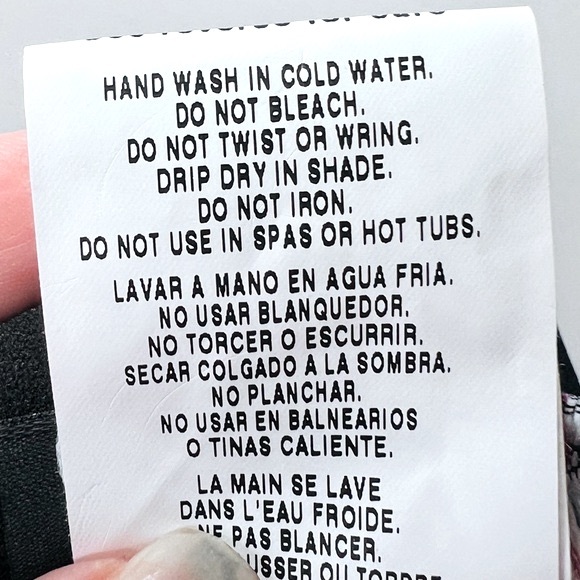 HAND WASH IN COLD WATER.
DO NOT BLEACH.
DO NOT TWIST OR WRING.
DRIP DRY IN SHADE.
DO NOT IRON.
DO NOT USE IN SPAS OR HOT TUBS.
LAVAR A MANO EN AGUA FRIA.
NO USAR BLANQUEDOR.
NO TORCER O ESCURRIR.
SECAR COLGADO A LA SOMBRA.
NO PLANCHAR.
NO USAR EN BALNEARIOS
O TINAS CALIENTE.
LA MAIN SE LAVE
DANS L'EAU FROIDE.
NE PAS BLANCER.
OU TORDRE